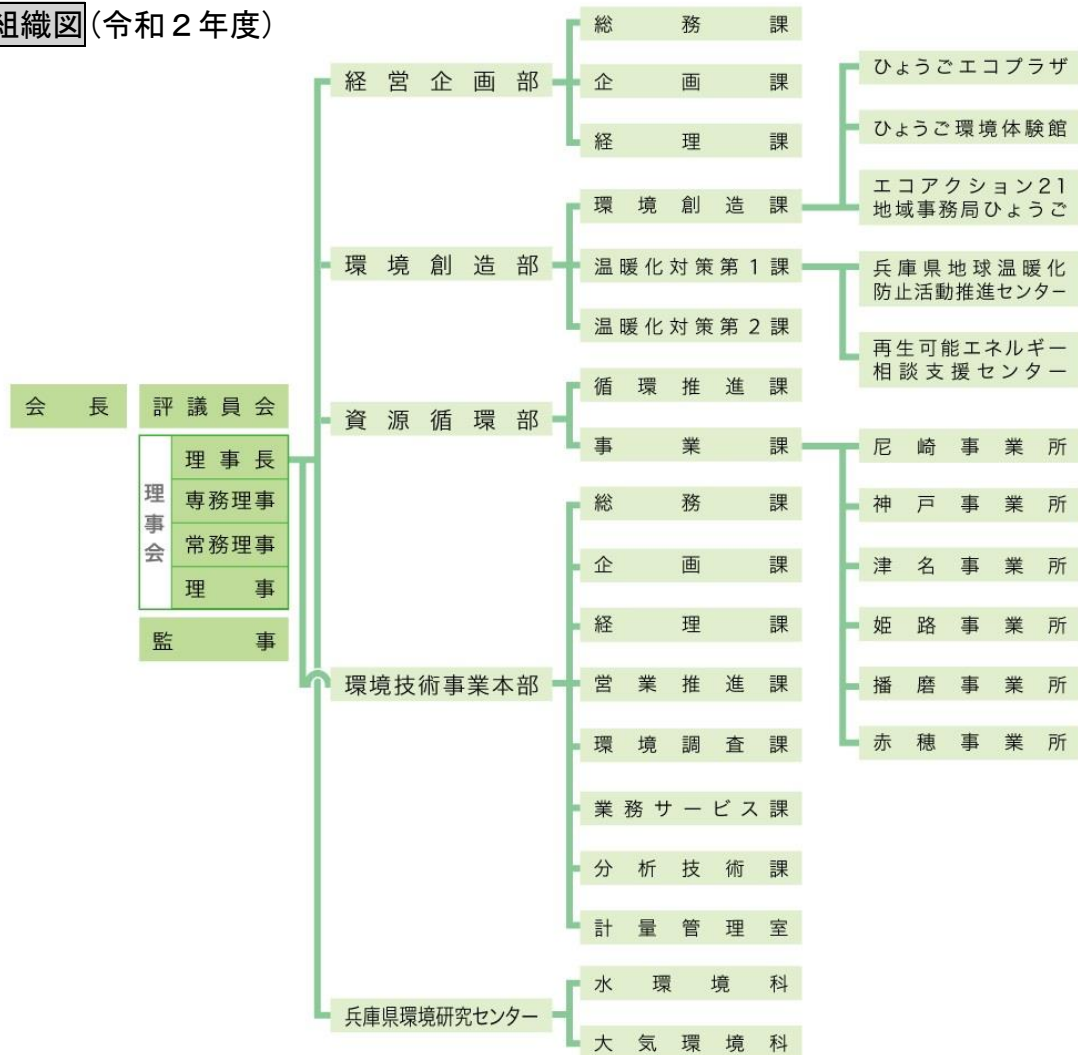 組織図(令和２年度)
会長
評議員会
理事会
理事長
専務理事
常務理事
理事
監事
経営企画部
総務課
企画課
経理課
環境創造部
環境創造課
ひょうごエコプラザ
ひょうご環境体験館
エコアクション21
地域事務局ひょうご
温暖化対策第1課
兵庫県地球温暖化
防止活動推進センター
再生可能エネルギー
相談支援センター
温暖化対策第2課
資源循環部
循環推進課
事業課
尼崎事業所
神戸事業所
津名事業所
姫路事業所
播磨事業所
赤穂事業所
環境技術事業本部
総務課
企画課
経理課
営業推進課
環境調査課
業務サービス課
分析技術課
計量管理室
兵庫県環境研究センター
水環境科
大気環境科